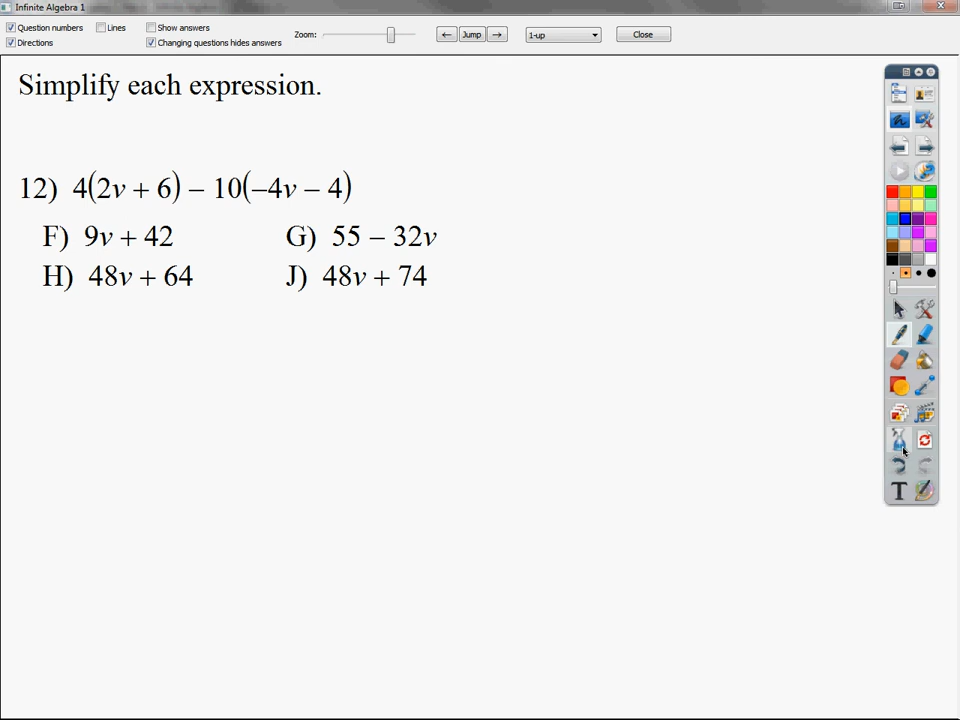 Infinite Algebra 1
Question numbers Lines Show answers
Directions Changing questions hides answers
Zoom: ← Jump → 1-up Close
Simplify each expression.
12) 4(2v + 6) − 10(−4v − 4)
F) 9v + 42 G) 55 − 32v
H) 48v + 64 J) 48v + 74
T